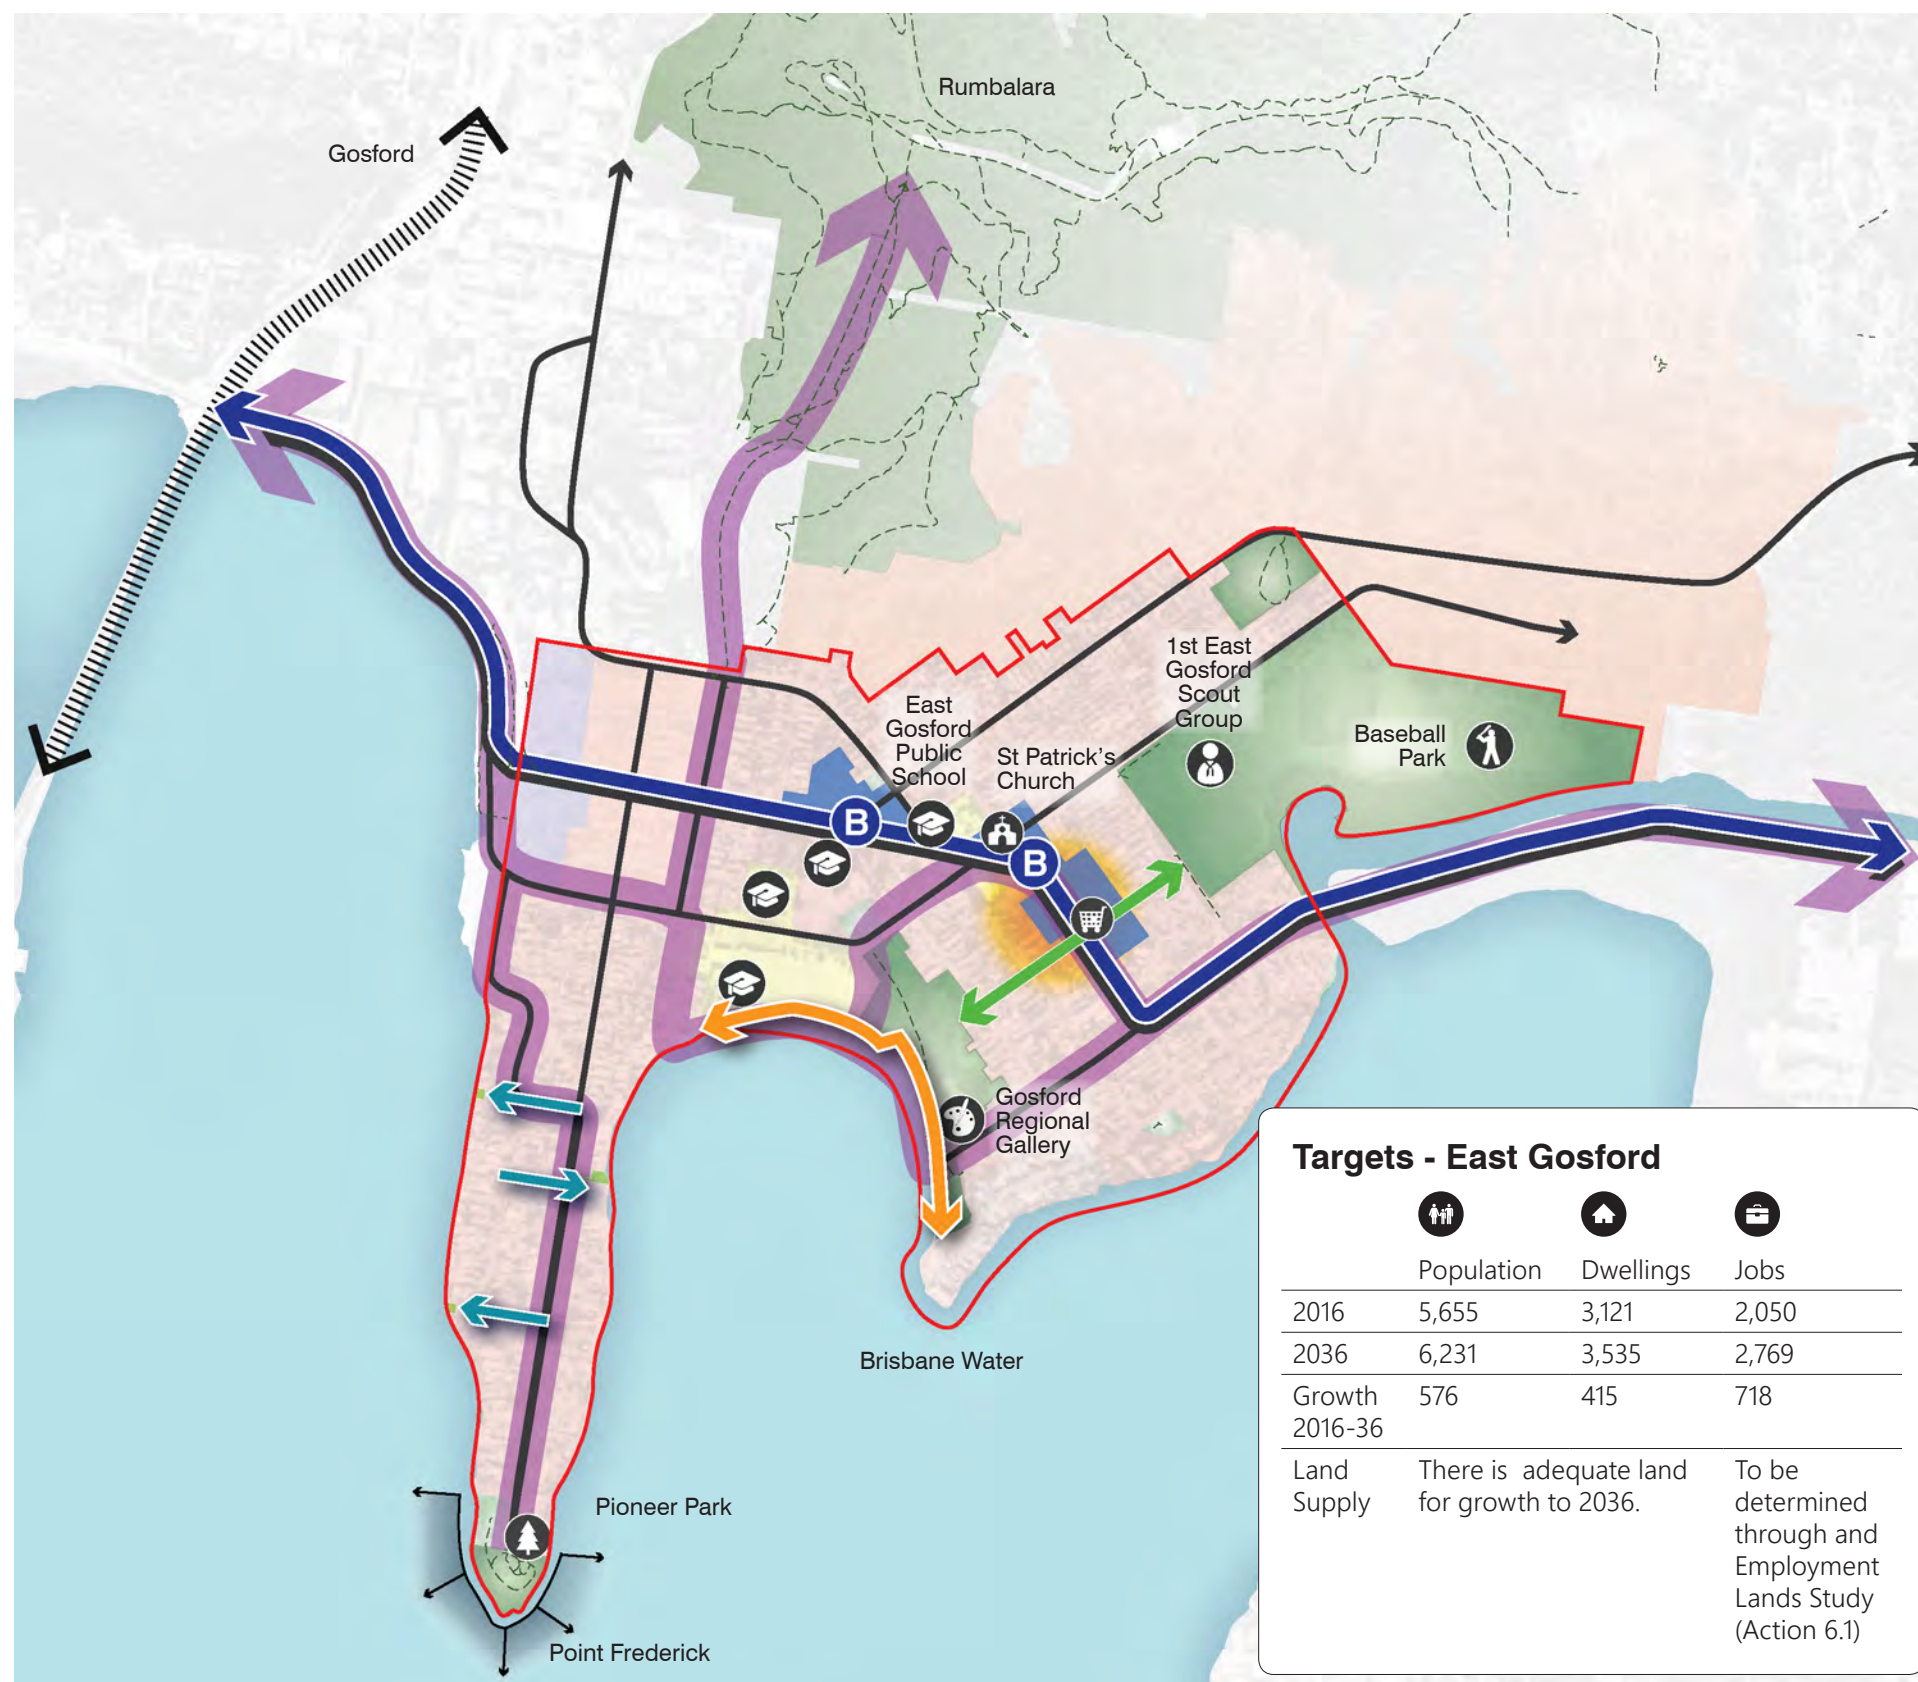 Rumbalara
Gosford
1st East
Gosford
Scout
Group
East
Gosford
Public
School
St Patrick's
Church
Baseball
Park
B
B
Gosford
Regional
Gallery
Brisbane Water
Pioneer Park
Point Frederick
Targets - East Gosford
Population Dwellings Jobs
2016 5,655 3,121 2,050
2036 6,231 3,535 2,769
Growth 576 415 718
2016-36
Land There is adequate land To be
Supply for growth to 2036. determined
through and
Employment
Lands Study
(Action 6.1)